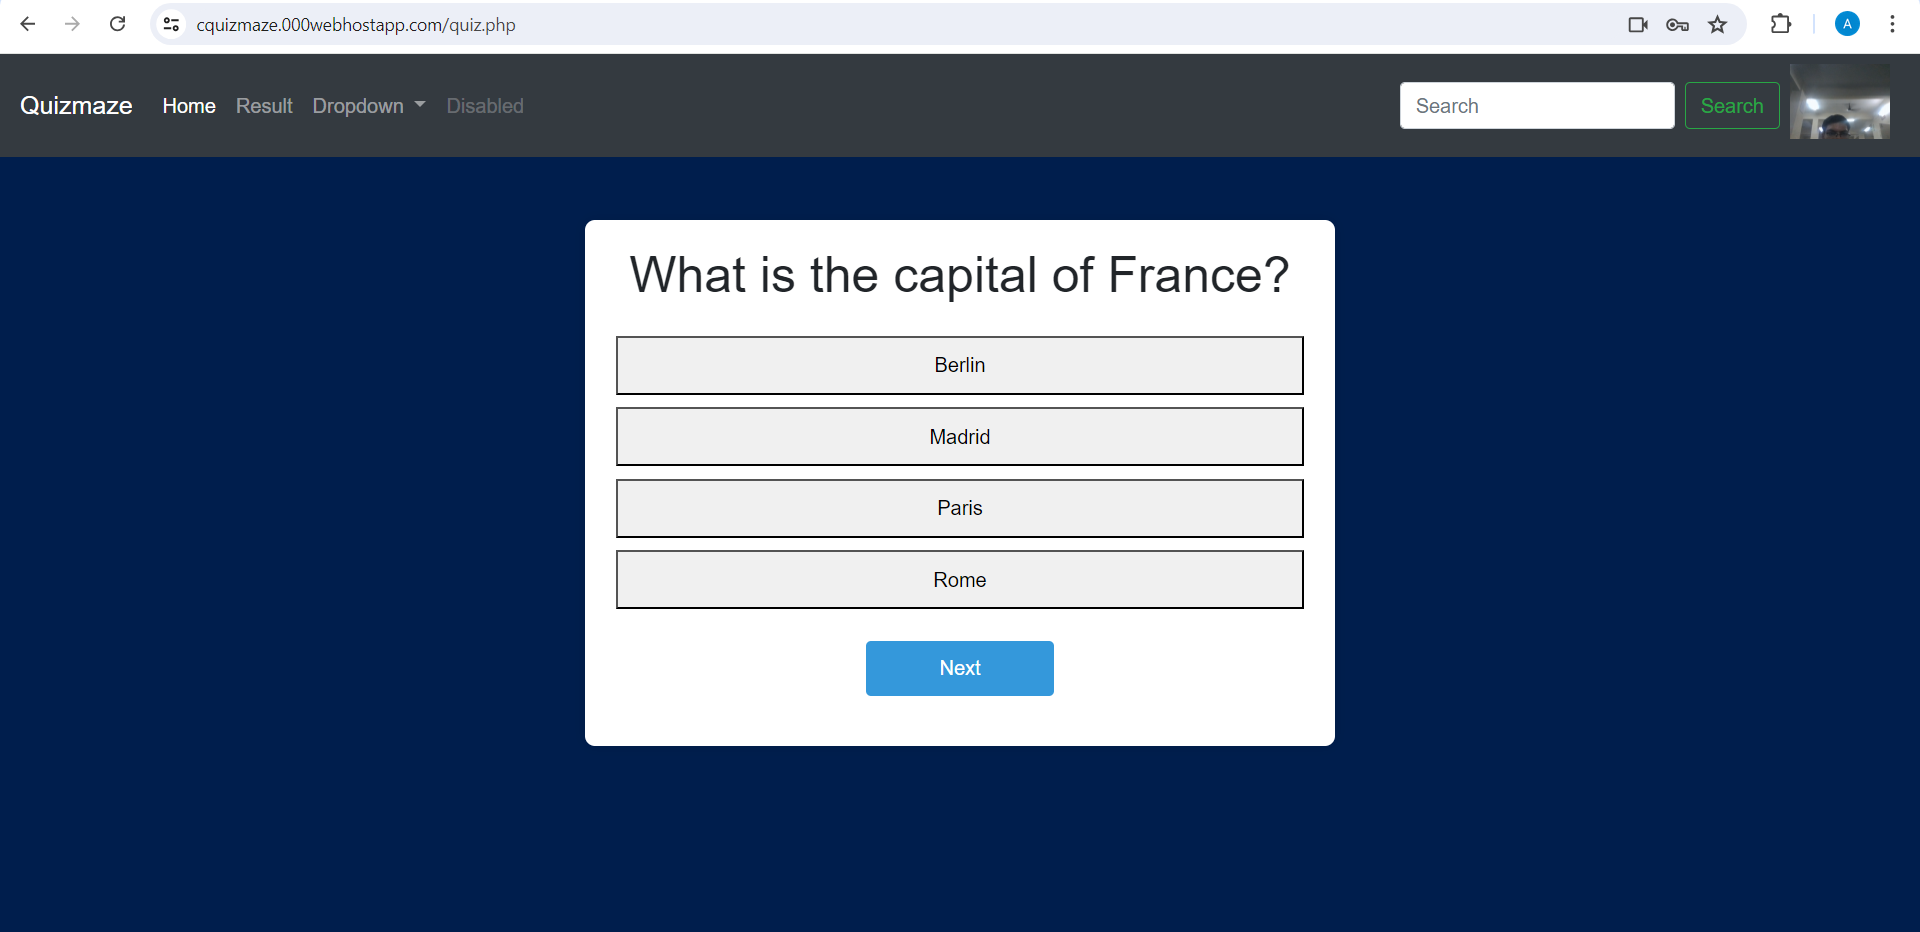 cquizmaze.000webhostapp.com/quiz.php
A
Quizmaze Home Result Dropdown Disabled Search Search
What is the capital of France?
Berlin
Madrid
Paris
Rome
Next